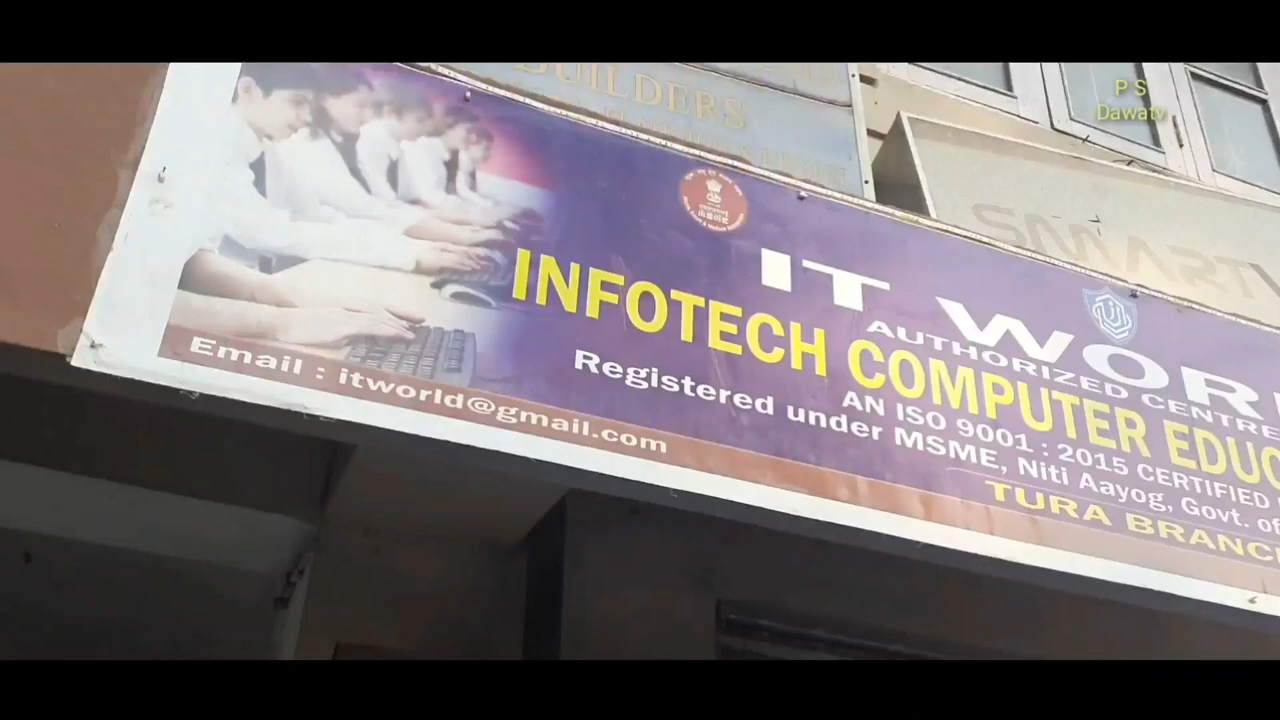 P S
Dawatv
BUILDERS
SMART
IT WOR
AUTHORIZED CENTRE
INFOTECH COMPUTER EDUC
AN ISO 9001 : 2015 CERTIFIED
Registered under MSME, Niti Aayog, Govt. of
TURA BRANC
Email : itworld@gmail.com